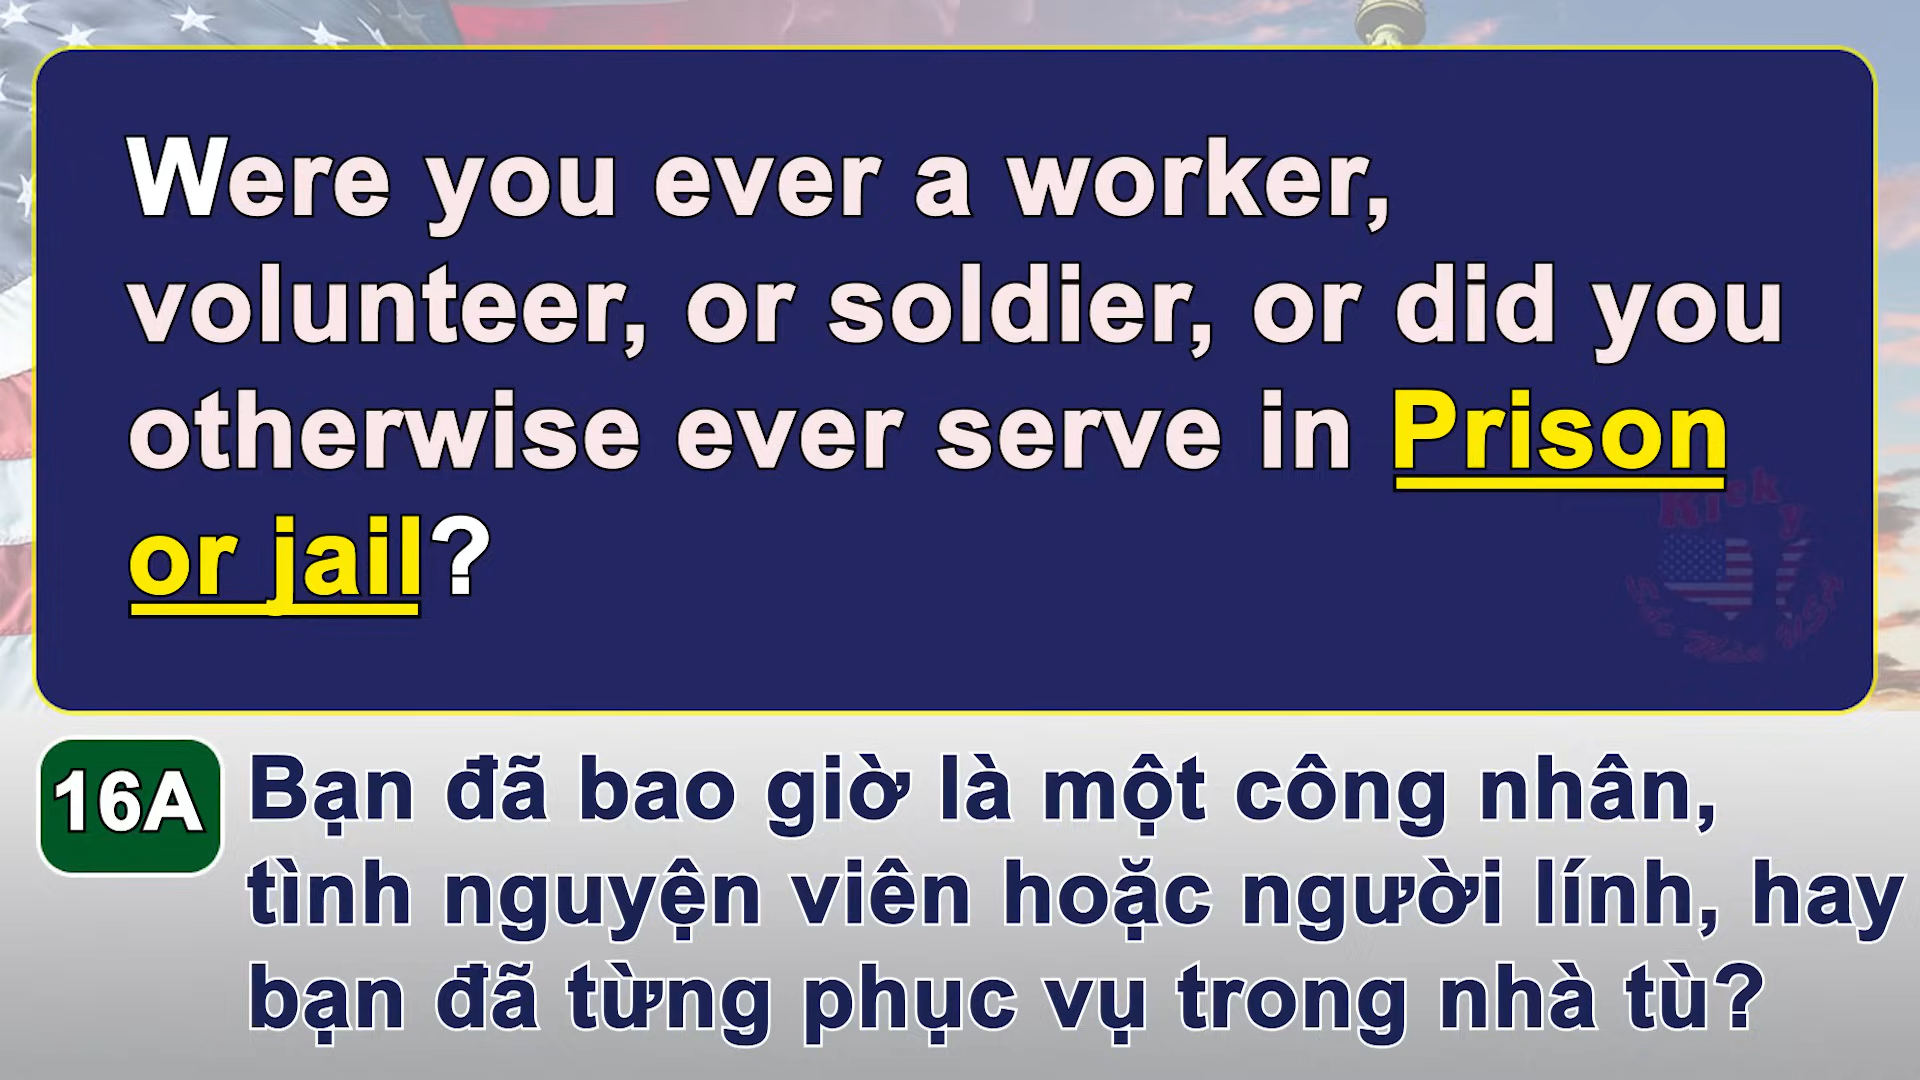 Were you ever a worker,
volunteer, or soldier, or did you
otherwise ever serve in Prison
or jail?
16A
Bạn đã bao giờ là một công nhân,
tình nguyện viên hoặc người lính, hay
bạn đã từng phục vụ trong nhà tù?